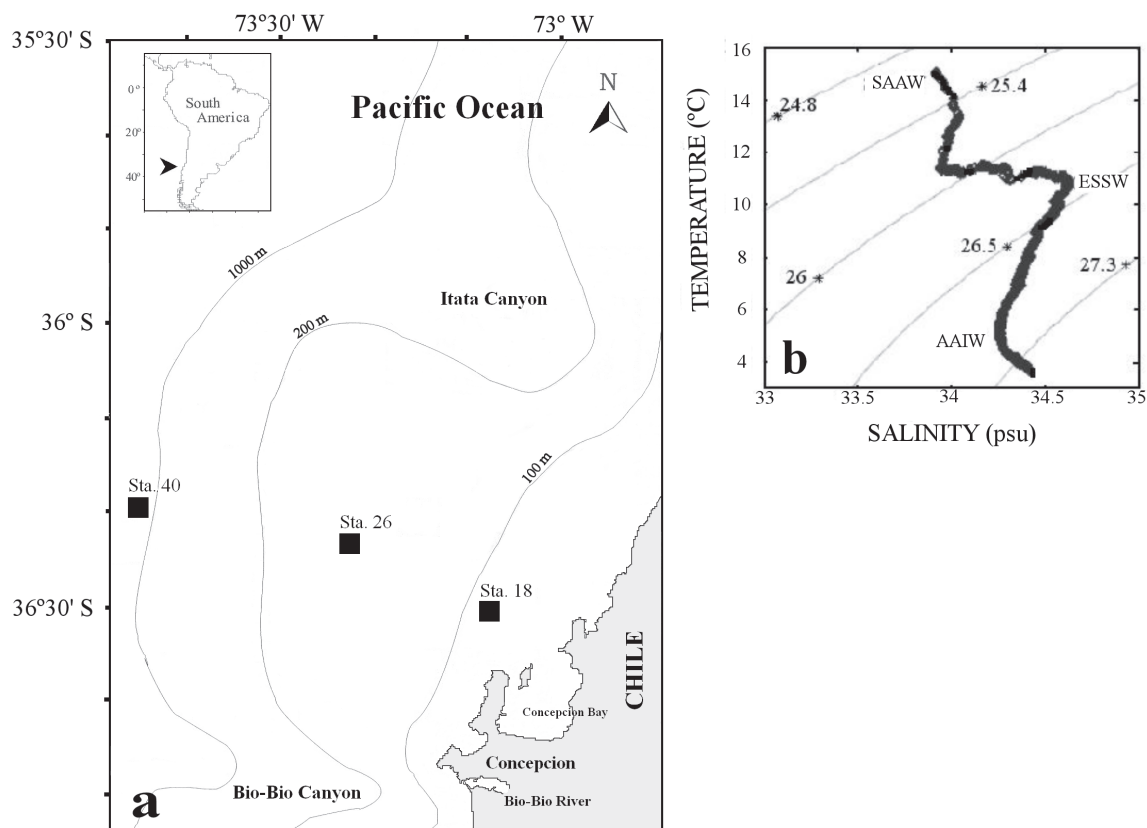 73°30' W
73° W
35°30' S
36° S
36°30' S
0°
20°
40°
South
America
Pacific Ocean
N
1000 m
200 m
100 m
Itata Canyon
Sta. 40
Sta. 26
Sta. 18
CHILE
Concepcion Bay
Concepcion
Bio-Bio Canyon
Bio-Bio River
a
16
14
12
10
8
6
4
TEMPERATURE (ºC)
SAAW
24.8
25.4
ESSW
26.5
26
27.3
AAIW
b
33
33.5
34
34.5
35
SALINITY (psu)